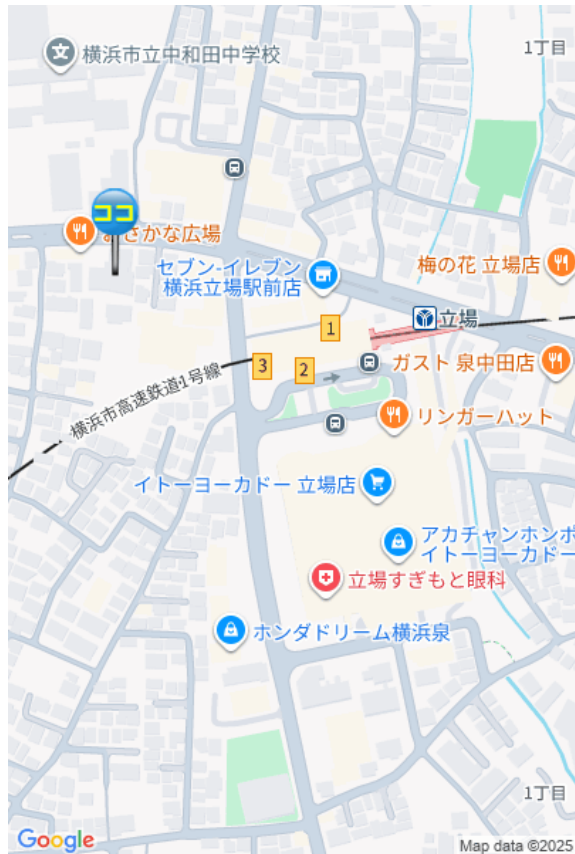 1丁目
横浜市立中和田中学校
ココ
おさかな広場
セブン-イレブン
横浜立場駅前店
梅の花 立場店
立場
1
3
2
ガスト 泉中田店
横浜市高速鉄道1号線
リンガーハット
イトーヨーカドー 立場店
アカチャンホンポ
イトーヨーカドー
立場すぎもと眼科
ホンダドリーム横浜泉
1丁目
Google
Map data ©2025